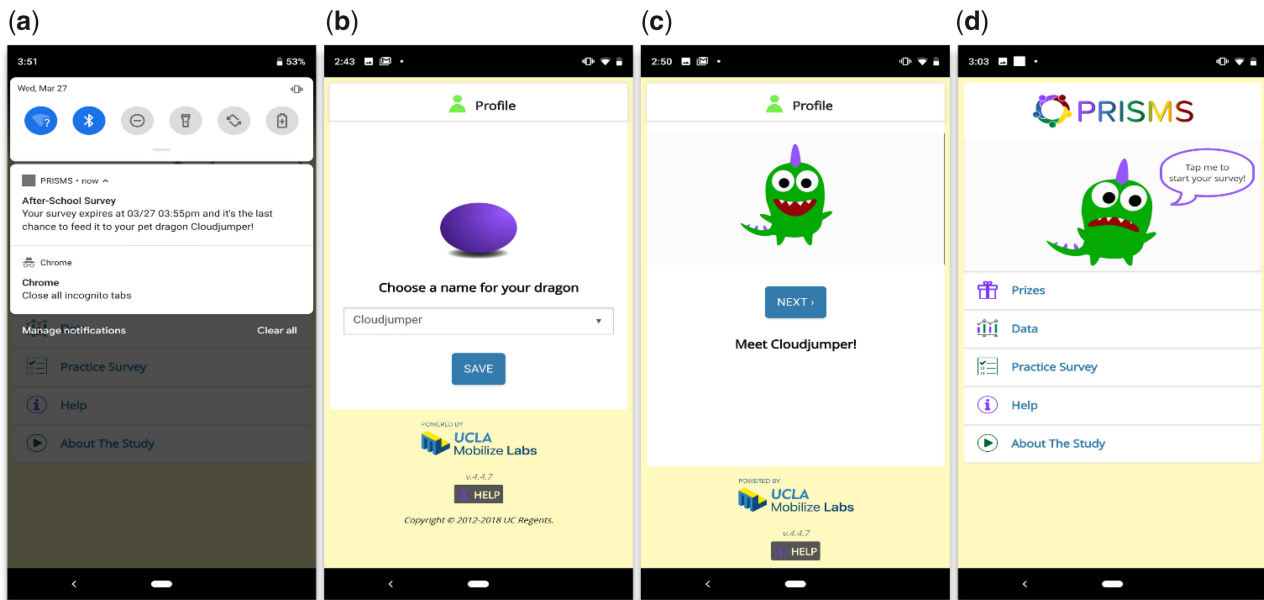 (a)
3:51
53%
Wed, Mar 27
?
PRISMS • now
After-School Survey
Your survey expires at 03/27 03:55pm and it's the last
chance to feed it to your pet dragon Cloudjumper!
Chrome
Chrome
Close all incognito tabs
Manage notifications
Clear all
Practice Survey
Help
About The Study
(b)
2:43
Profile
Choose a name for your dragon
Cloudjumper
SAVE
POWERED BY
UCLA
Mobilize Labs
v.4.4.7
HELP
Copyright © 2012-2018 UC Regents.
(c)
2:50
Profile
NEXT ›
Meet Cloudjumper!
POWERED BY
UCLA
Mobilize Labs
v.4.4.7
HELP
(d)
3:03
PRISMS
Tap me to
start your survey!
Prizes
Data
Practice Survey
Help
About The Study